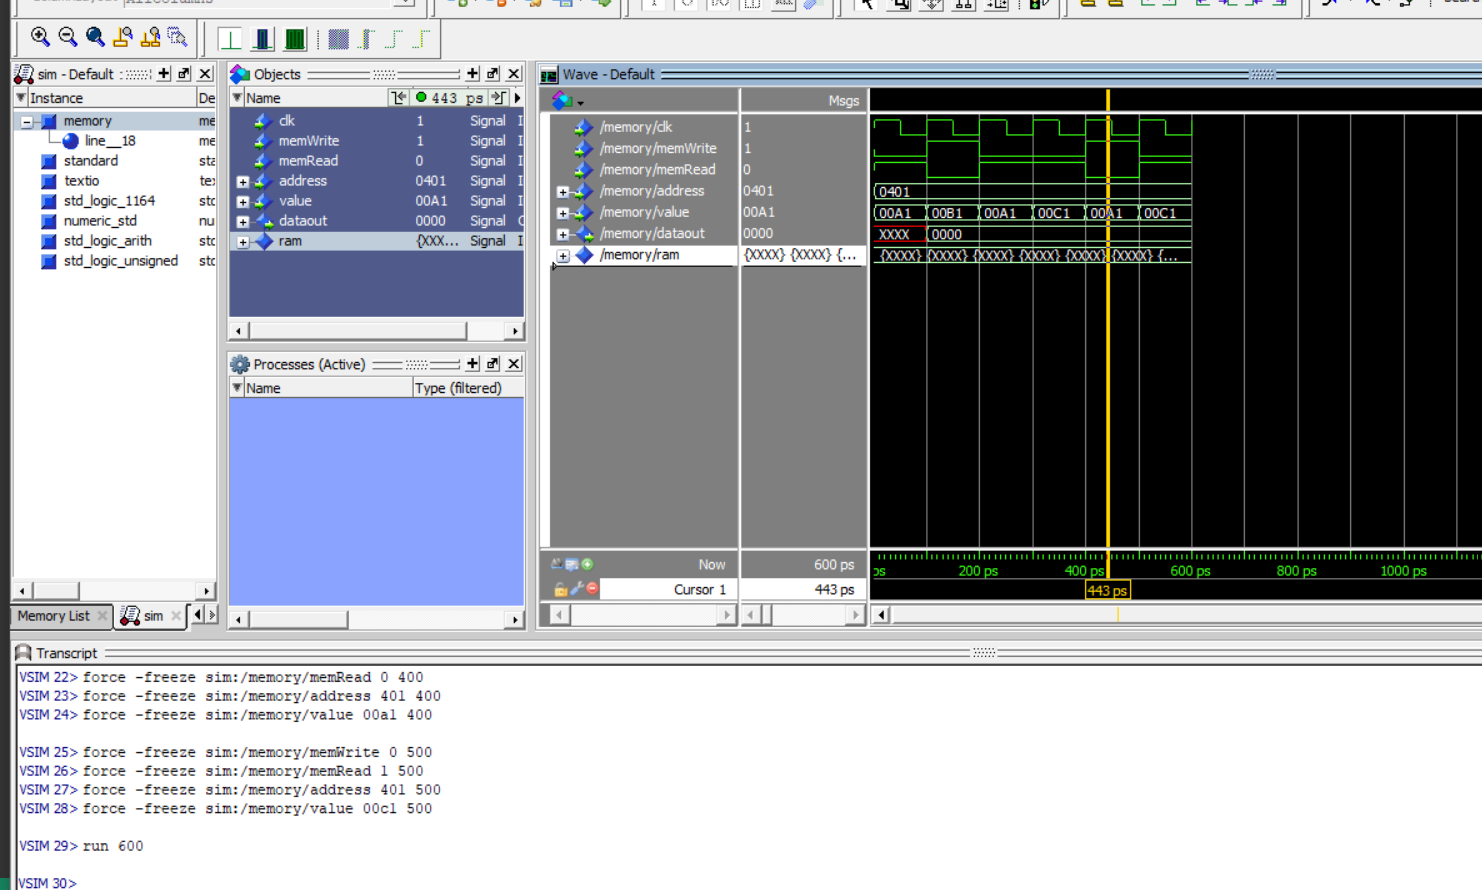 sim - Default
Instance De
memory me
line__18 me
standard sta
textio tex
std_logic_1164 stc
numeric_std nu
std_logic_arith stc
std_logic_unsigned stc
Memory List sim
Objects
Name 443 ps
clk 1 Signal I
memWrite 1 Signal I
memRead 0 Signal I
address 0401 Signal I
value 00A1 Signal I
dataout 0000 Signal
ram {XXX... Signal I
Processes (Active)
Name Type (filtered)
Wave - Default
Msgs
/memory/clk 1
/memory/memWrite 1
/memory/memRead 0
/memory/address 0401 0401
/memory/value 00A1 00A1 00B1 00A1 00C1 00A1 00C1
/memory/dataout 0000 XXXX 0000
/memory/ram {XXXX} {XXXX} {... {XXXX} {XXXX} {XXXX} {XXXX} {XXXX} {XXXX} {...
Now 600 ps ps 200 ps 400 ps 600 ps 800 ps 1000 ps
Cursor 1 443 ps 443 ps
Transcript
VSIM 22> force -freeze sim:/memory/memRead 0 400
VSIM 23> force -freeze sim:/memory/address 401 400
VSIM 24> force -freeze sim:/memory/value 00a1 400
VSIM 25> force -freeze sim:/memory/memWrite 0 500
VSIM 26> force -freeze sim:/memory/memRead 1 500
VSIM 27> force -freeze sim:/memory/address 401 500
VSIM 28> force -freeze sim:/memory/value 00c1 500
VSIM 29> run 600
VSIM 30>